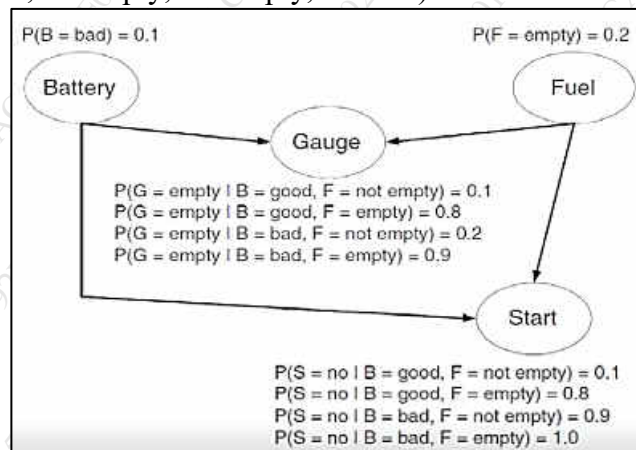 P(B = bad) = 0.1
P(F = empty) = 0.2
Battery
Fuel
Gauge
P(G = empty | B = good, F = not empty) = 0.1
P(G = empty | B = good, F = empty) = 0.8
P(G = empty | B = bad, F = not empty) = 0.2
P(G = empty | B = bad, F = empty) = 0.9
Start
P(S = no | B = good, F = not empty) = 0.1
P(S = no | B = good, F = empty) = 0.8
P(S = no | B = bad, F = not empty) = 0.9
P(S = no | B = bad, F = empty) = 1.0